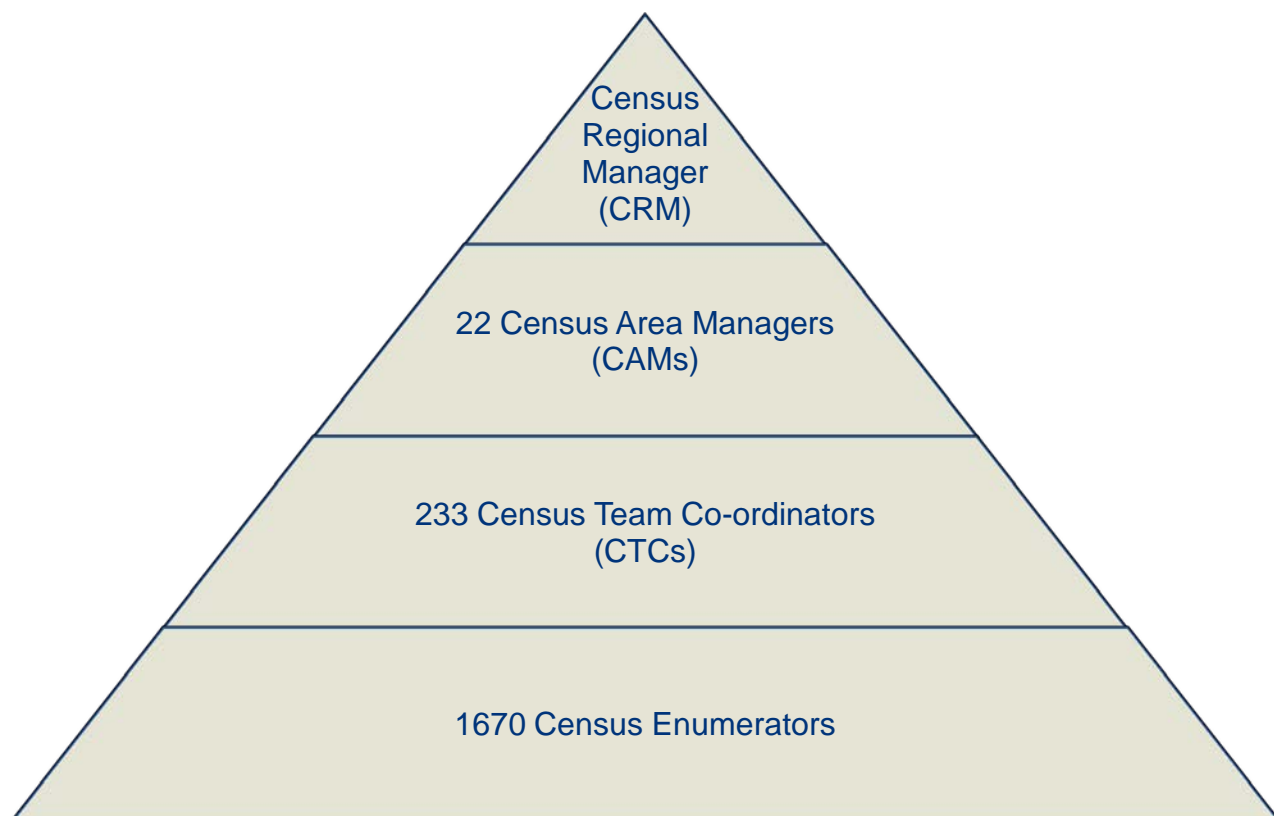 Census
Regional
Manager
(CRM)
22 Census Area Managers
(CAMs)
233 Census Team Co-ordinators
(CTCs)
1670 Census Enumerators